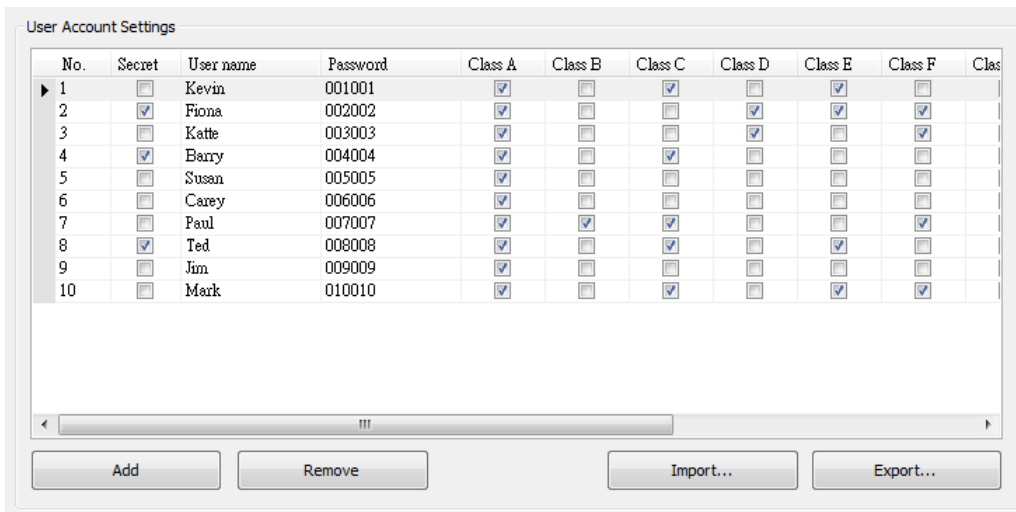 User Account Settings
No. Secret User name Password Class A Class B Class C Class D Class E Class F Clas
1 Kevin 001001
2 Fiona 002002
3 Katte 003003
4 Barry 004004
5 Susan 005005
6 Carey 006006
7 Paul 007007
8 Ted 008008
9 Jim 009009
10 Mark 010010
Add Remove Import... Export...